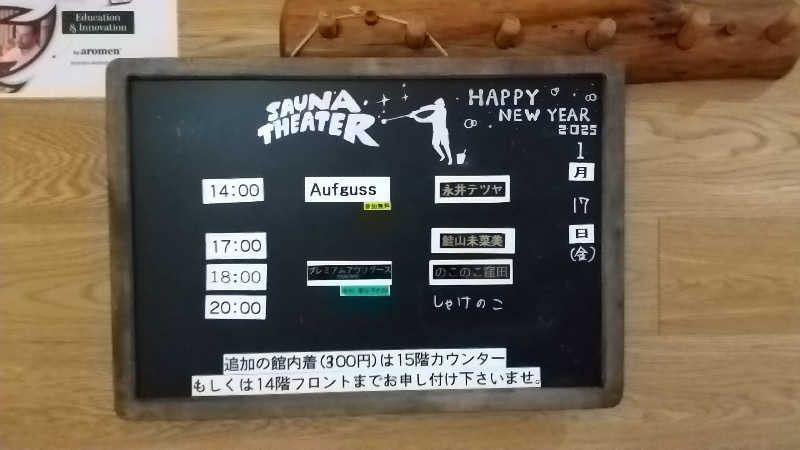 Education
& Innovation
by aromen
SAUNA THEATER
HAPPY
NEW YEAR
2025
1
月
17
日
(金)
14:00 Aufguss 永井テツヤ
参加無料
17:00 鮭山未菜美
18:00 プレミアムアウフグース のこのこ窪田
20:00 しゃけのこ
追加の館内着(300円)は15階カウンター
もしくは14階フロントまでお申し付け下さいませ。